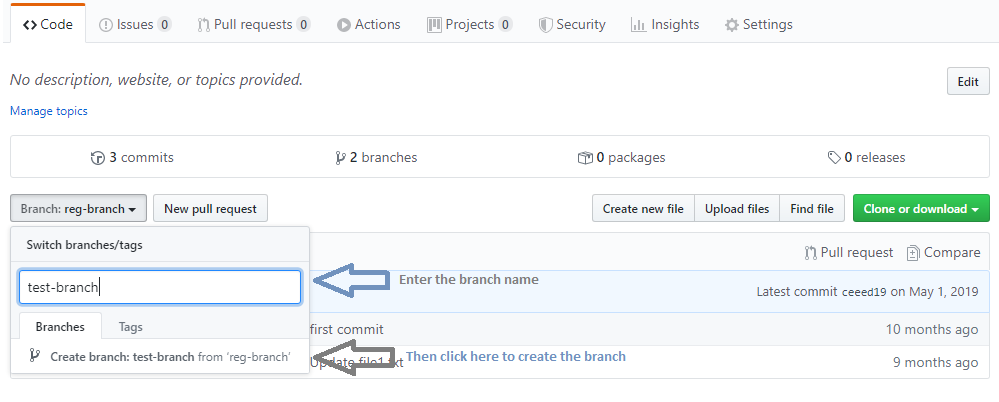 Code Issues 0 Pull requests 0 Actions Projects 0 Security Insights Settings
No description, website, or topics provided. Edit
Manage topics
3 commits 2 branches 0 packages 0 releases
Branch: reg-branch New pull request Create new file Upload files Find file Clone or download
Switch branches/tags Pull request Compare
test-branch Enter the branch name Latest commit ceeed19 on May 1, 2019
Branches Tags first commit 10 months ago
Create branch: test-branch from ‘reg-branch’ Then click here to create the branch
Update file1.txt 9 months ago